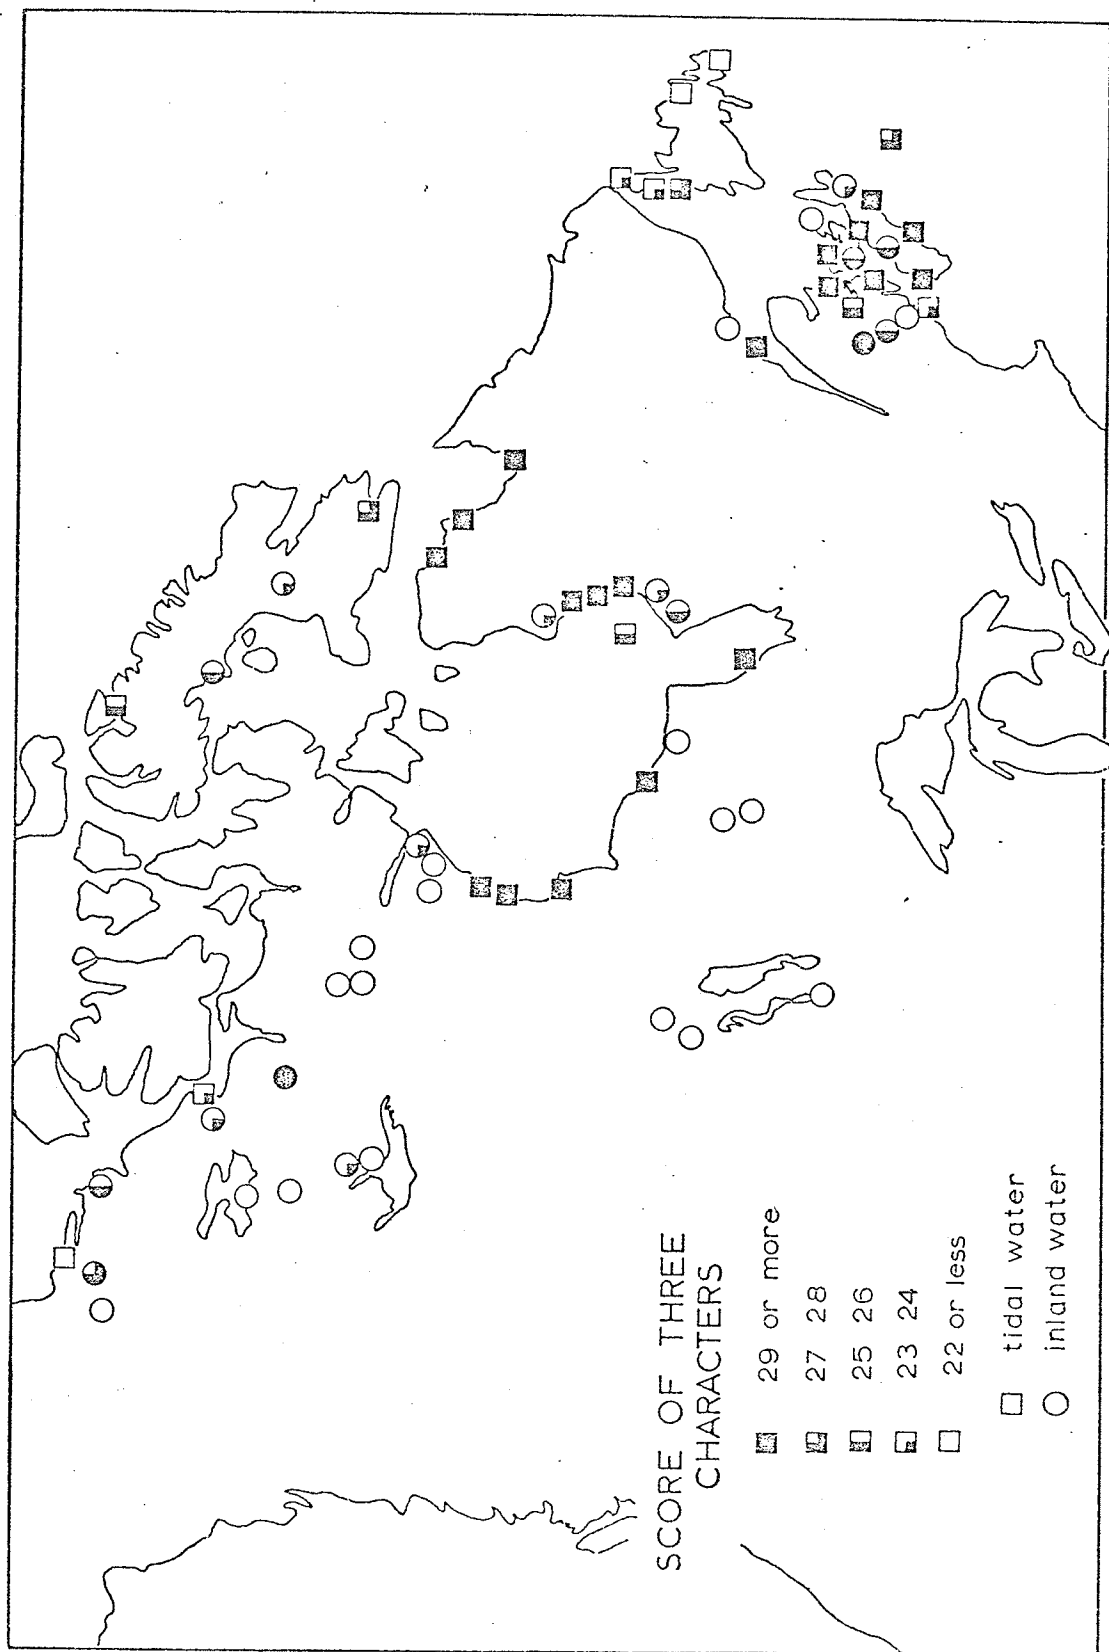 SCORE OF THREE
CHARACTERS
29 or more
27 28
25 26
23 24
22 or less
tidal water
inland water